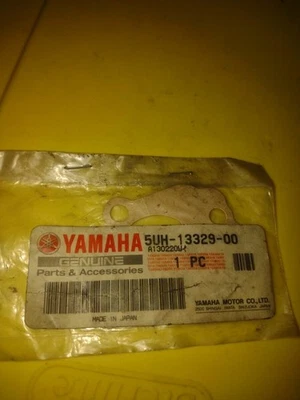 YAMAHA
5UH-13329-00
GENUINE
Parts & Accessories
1 PC
MADE IN JAPAN
YAMAHA MOTOR CO.,LTD.